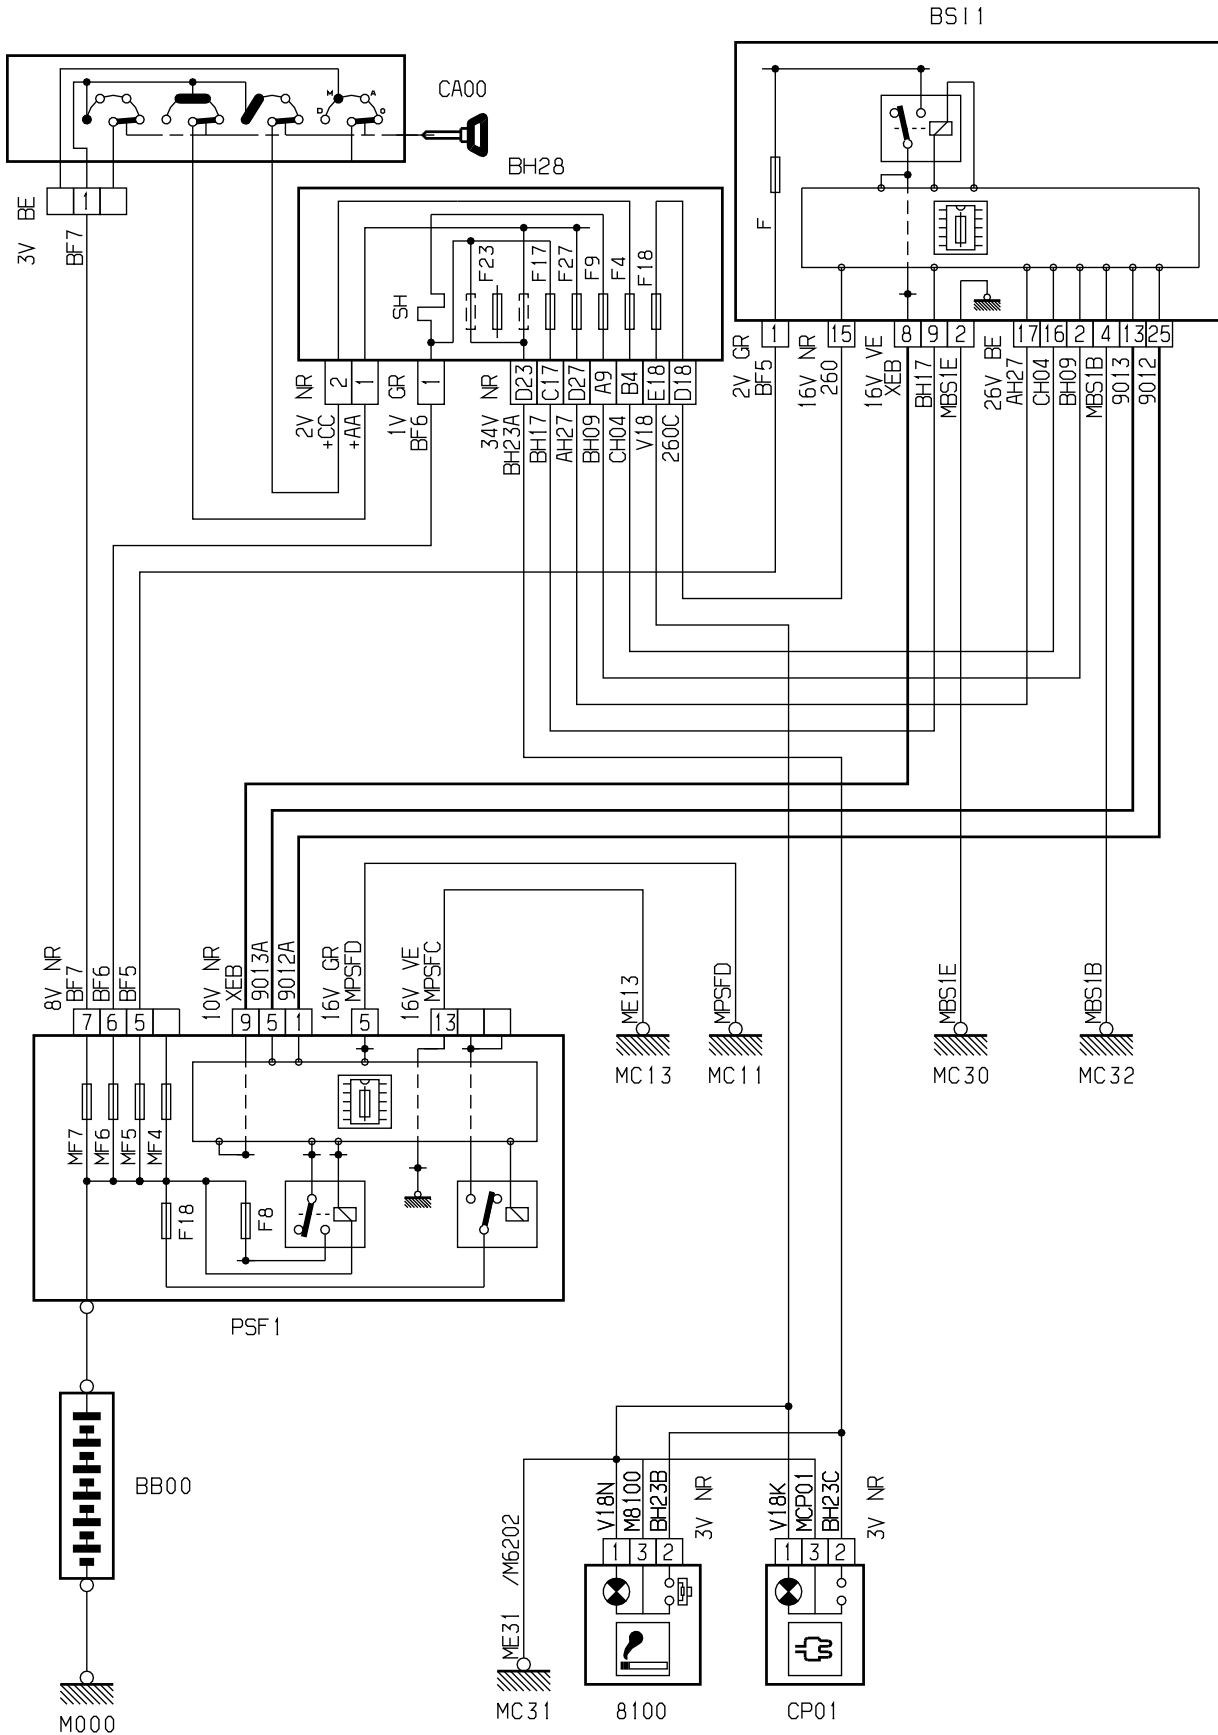 BSI1
CA00
M
A
D
O
BH28
3V BE
1
BF7
SH
F23
F17
F27
F9
F4
F18
F
2V NR
2
1
+CC
+AA
1V GR
1
BF6
34V NR
D23
C17
D27
A9
B4
E18
D18
BH23A
BH17
AH27
BH09
CH04
V18
260C
2V GR
1
BF5
16V NR
15
260
16V VE
8
9
2
XEB
BH17
MBS1E
26V BE
17
16
2
4
13
25
AH27
CH04
BH09
MBS1B
9013
9012
8V NR
BF7
BF6
BF5
7
6
5
10V NR
XEB
9013A
9012A
9
5
1
16V GR
MPSFD
5
16V VE
MPSFC
13
ME13
MC13
MPSFD
MC11
MBS1E
MC30
MBS1B
MC32
MF7
MF6
MF5
MF4
F18
F8
PSF1
BB00
M000
ME31 /M6202
MC31
V18N
M8100
BH23B
3V NR
1
3
2
8100
V18K
MCP01
BH23C
3V NR
1
3
2
CP01